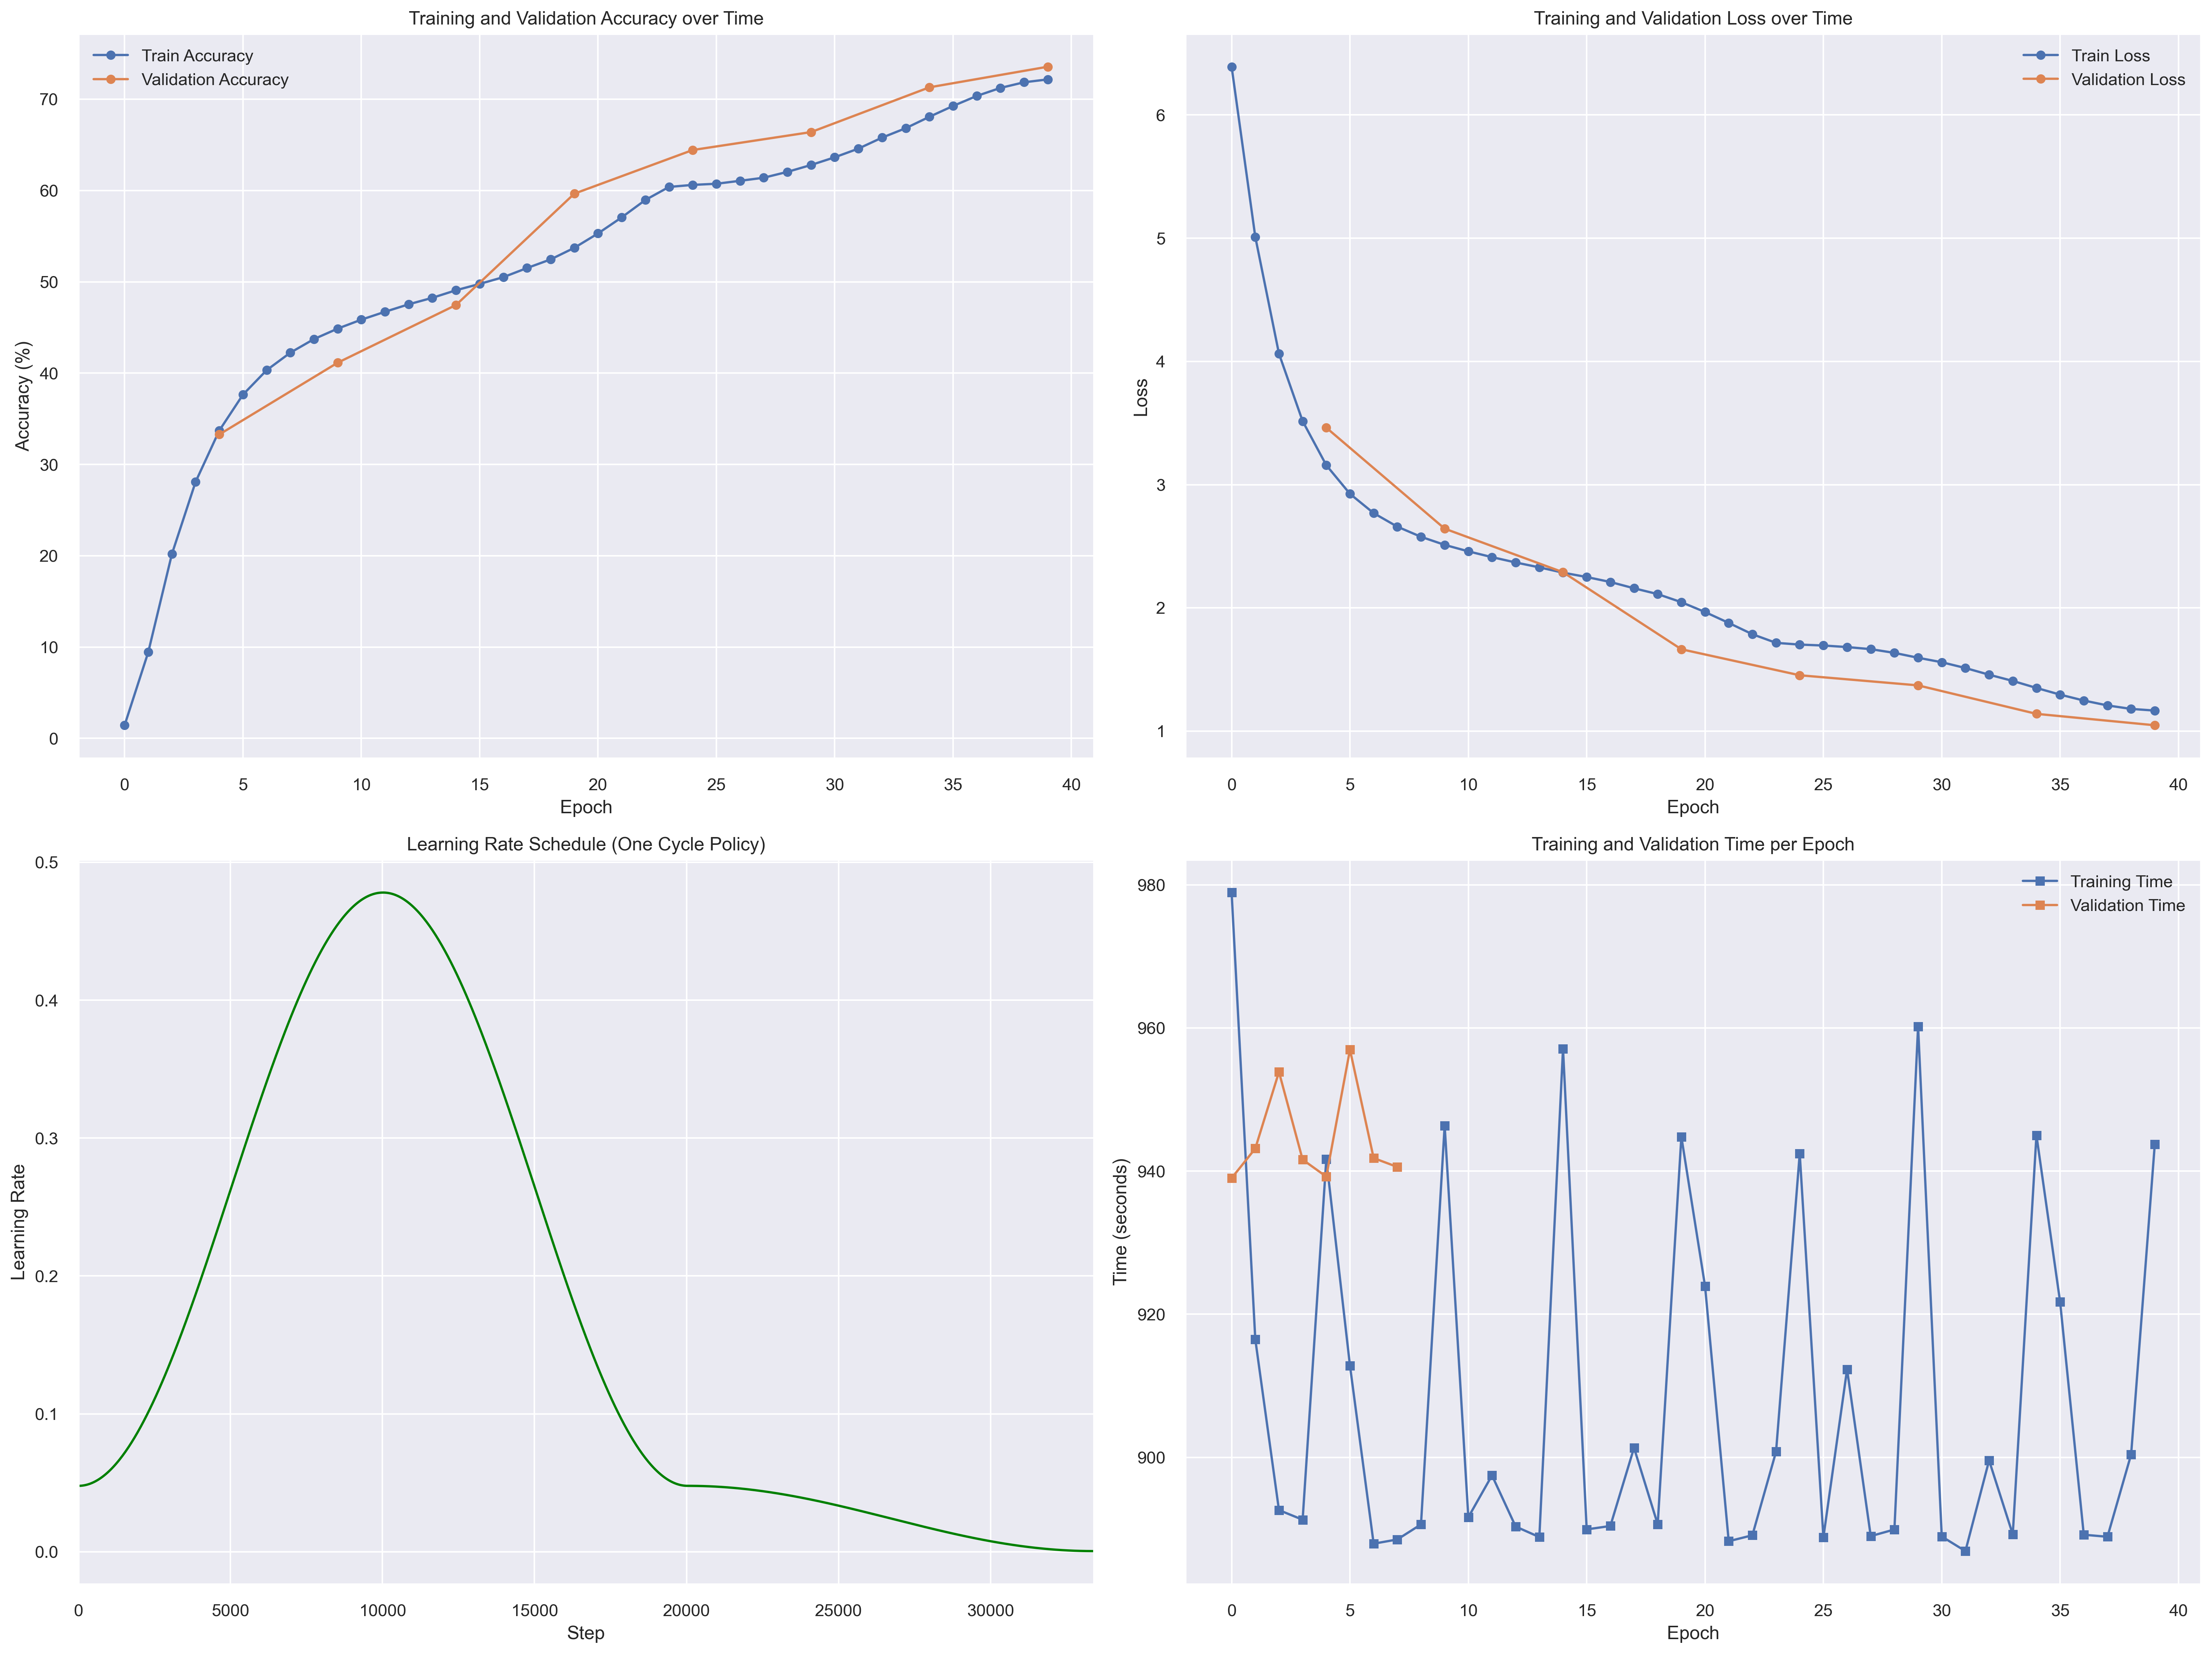 Training and Validation Accuracy over Time
Train Accuracy
Validation Accuracy
Accuracy (%)
70
60
50
40
30
20
10
0
0 5 10 15 20 25 30 35 40
Epoch
Training and Validation Loss over Time
Train Loss
Validation Loss
Loss
6
5
4
3
2
1
0 5 10 15 20 25 30 35 40
Epoch
Learning Rate Schedule (One Cycle Policy)
Learning Rate
0.5
0.4
0.3
0.2
0.1
0.0
0 5000 10000 15000 20000 25000 30000
Step
Training and Validation Time per Epoch
Training Time
Validation Time
Time (seconds)
980
960
940
920
900
0 5 10 15 20 25 30 35 40
Epoch